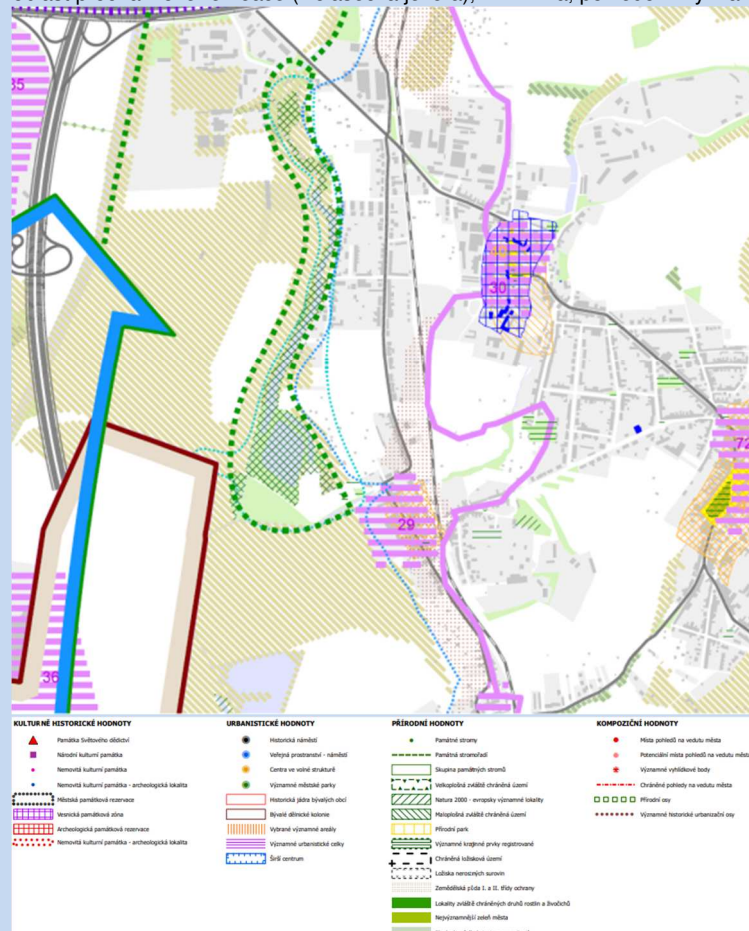 35
30
29
72
36
KULTURNĚ HISTORICKÉ HODNOTY
Památka Světového dědictví
Národní kulturní památka
Nemovitá kulturní památka
Nemovitá kulturní památka - archeologická lokalita
Městská památková rezervace
Vesnická památková zóna
Archeologická památková rezervace
Nemovitá kulturní památka - archeologická lokalita
URBANISTICKÉ HODNOTY
Historická náměstí
Veřejná prostranství - náměstí
Centra ve volné struktuře
Významné městské parky
Historická jádra bývalých obcí
Bývalé dělnické kolonie
Vybrané významné areály
Významné urbanistické celky
Širší centrum
PŘÍRODNÍ HODNOTY
Památné stromy
Památná stromořadí
Skupina památných stromů
Velkoplošná zvláště chráněná území
Natura 2000 - evropsky významné lokality
Maloplošné zvláště chráněná území
Přírodní park
Významné krajinné prvky registrované
Chráněná ložisková území
Ložiska nerostných surovin
Zemědělská půda I. a II. třídy ochrany
Lokality zvláště chráněných druhů rostlin a živočichů
Nejvýznamnější zeleň města
KOMPOZIČNÍ HODNOTY
Místa pohledů na vedutu města
Potenciální místa pohledů na vedutu města
Významné vyhlídkové body
Chráněné pohledy na vedutu města
Přírodní osy
Významné historické urbanizační osy